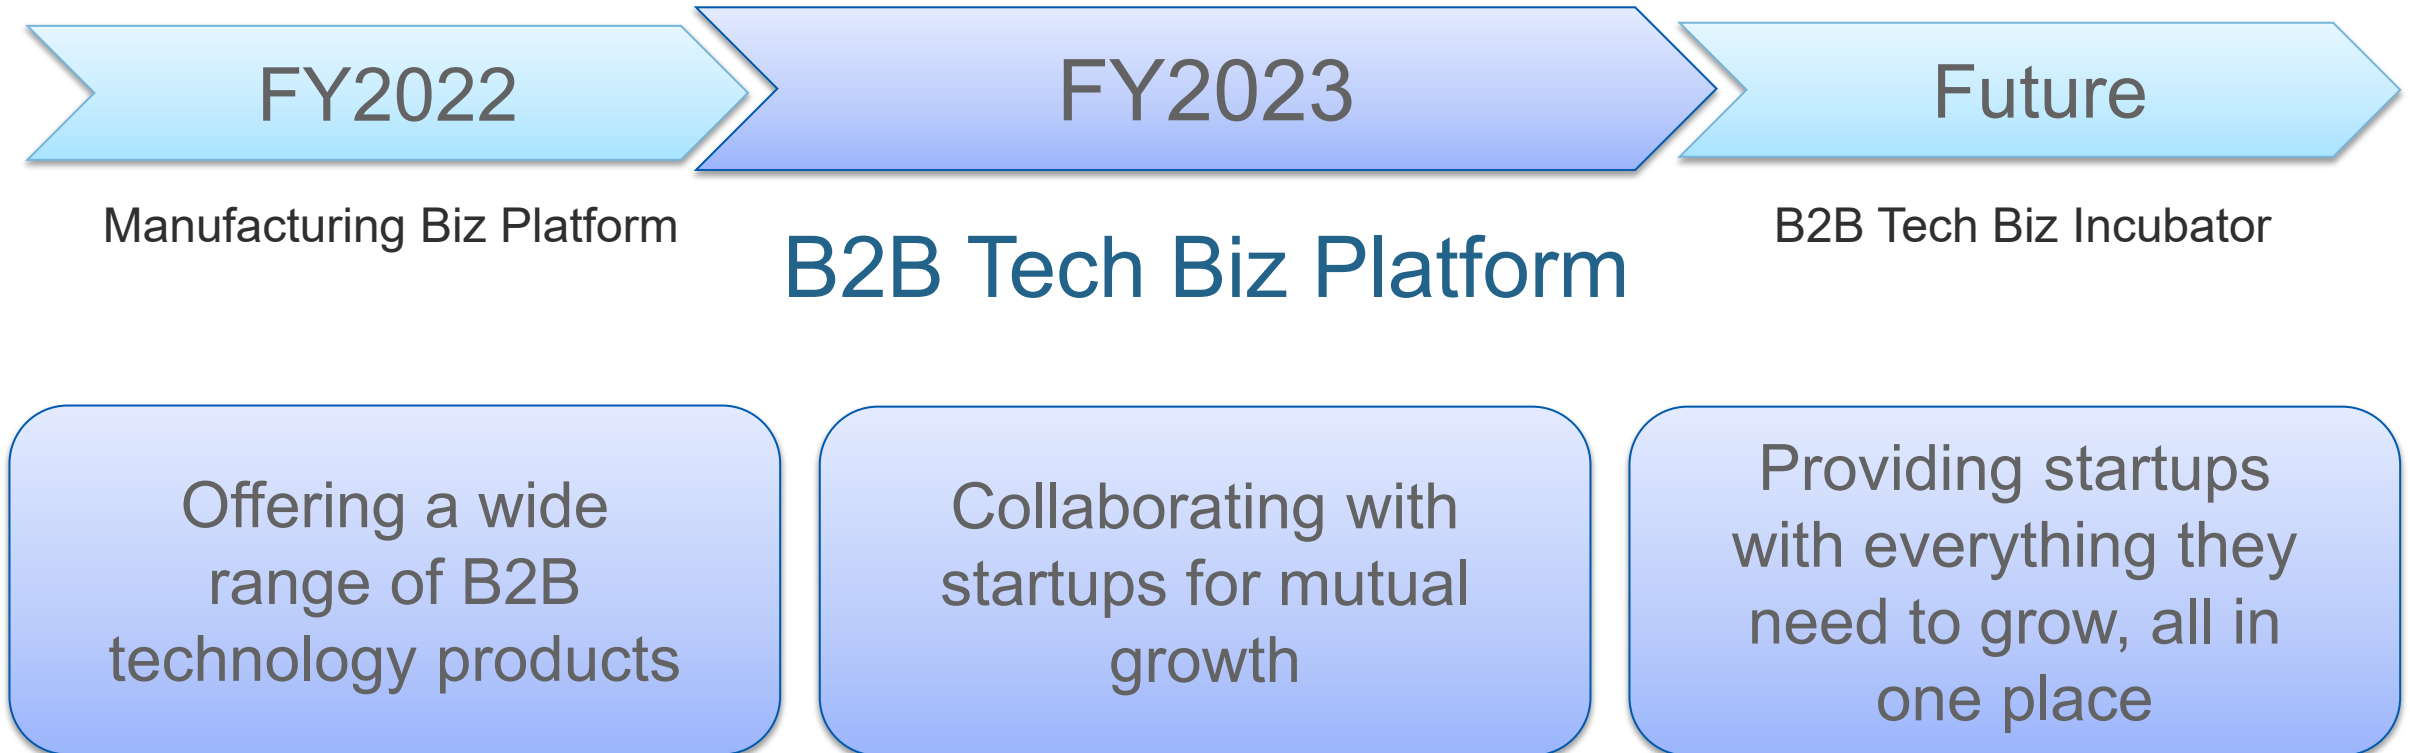 FY2022
FY2023
Future
Manufacturing Biz Platform
B2B Tech Biz Platform
B2B Tech Biz Incubator
Offering a wide
range of B2B
technology products
Collaborating with
startups for mutual
growth
Providing startups
with everything they
need to grow, all in
one place